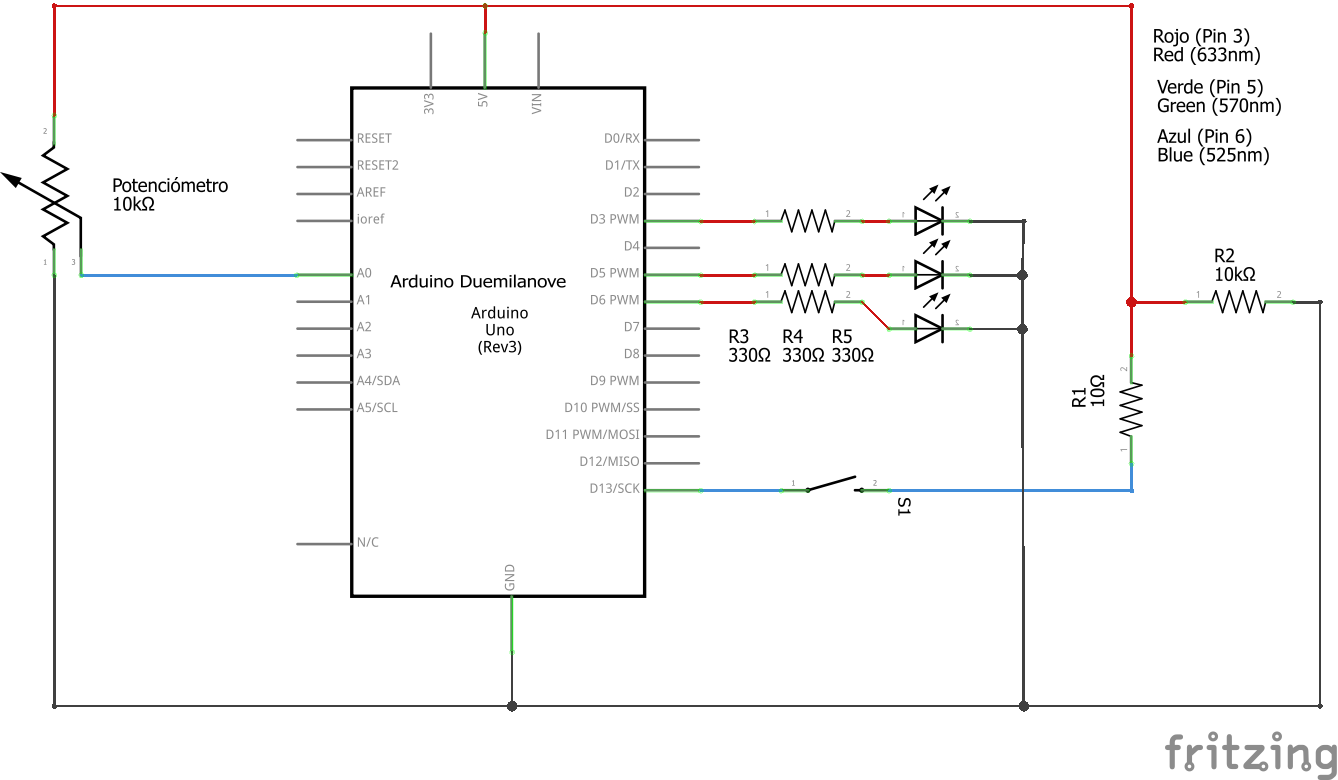 Rojo (Pin 3)
Red (633nm)
Verde (Pin 5)
Green (570nm)
Azul (Pin 6)
Blue (525nm)
3V3
5V
VIN
2
Potenciómetro
10kΩ
1
3
RESET
RESET2
AREF
ioref
A0
A1
A2
A3
A4/SDA
A5/SCL
N/C
Arduino Duemilanove
Arduino
Uno
(Rev3)
D0/RX
D1/TX
D2
D3 PWM
D4
D5 PWM
D6 PWM
D7
D8
D9 PWM
D10 PWM/SS
D11 PWM/MOSI
D12/MISO
D13/SCK
GND
1 2 1 2
1 2 1 2
1 2 1 2
R3 R4 R5
330Ω 330Ω 330Ω
1 2
S1
R2
10kΩ
1 2
2
R1
10Ω
1
fritzing